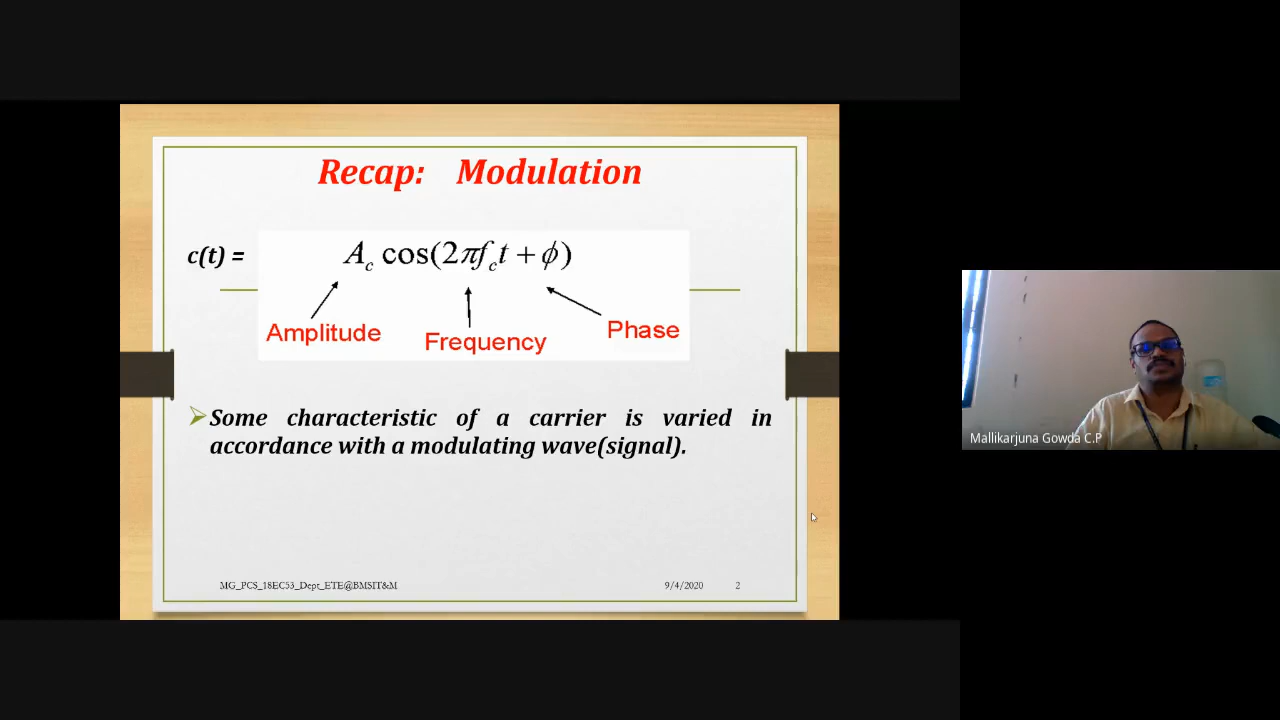 Recap: Modulation
c(t) = A_c cos(2πf_c t + ϕ)
Amplitude
Frequency
Phase
Some characteristic of a carrier is varied in
accordance with a modulating wave(signal).
MG_PCS_18EC53_Dept_ETE@BMSIT&M
9/4/2020
2
Mallikarjuna Gowda C.P